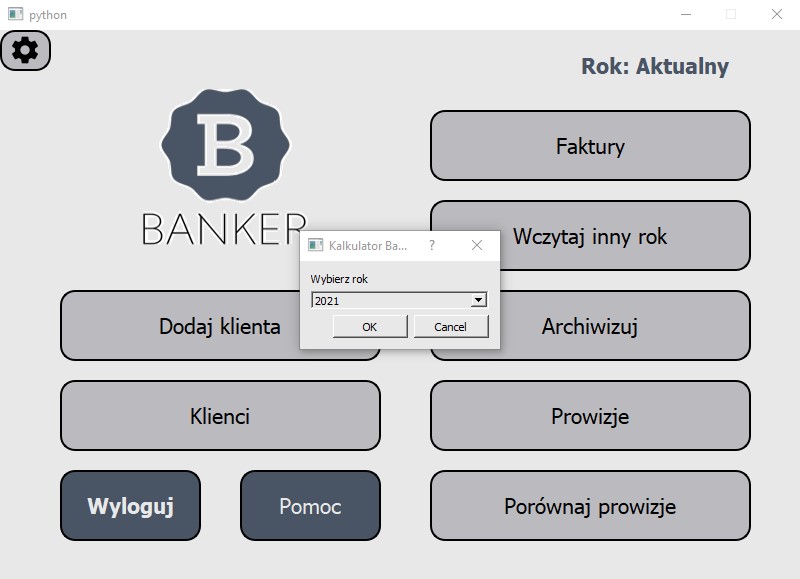 python
Rok: Aktualny
B
BANKER
Faktury
Wczytaj inny rok
Kalkulator Ba... ?
Wybierz rok
2021
OK Cancel
Dodaj klienta
Archiwizuj
Klienci
Prowizje
Wyloguj
Pomoc
Porównaj prowizje